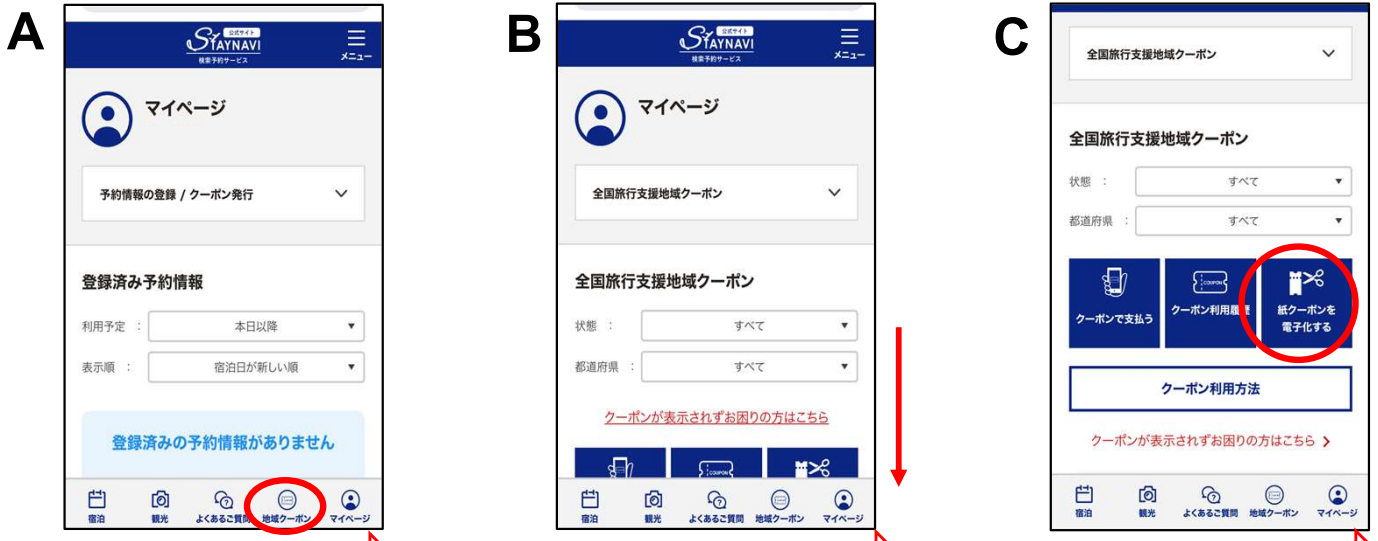 A
公式サイト
STAYNAVI
検索予約サービス
メニュー
マイページ
予約情報の登録 / クーポン発行
登録済み予約情報
利用予定 : 本日以降
表示順 : 宿泊日が新しい順
登録済みの予約情報がありません
宿泊 観光 よくあるご質問 地域クーポン マイページ
B
公式サイト
STAYNAVI
検索予約サービス
メニュー
マイページ
全国旅行支援地域クーポン
全国旅行支援地域クーポン
状態 : すべて
都道府県 : すべて
クーポンが表示されずお困りの方はこちら
COUPON
宿泊 観光 よくあるご質問 地域クーポン マイページ
C
全国旅行支援地域クーポン
全国旅行支援地域クーポン
状態 : すべて
都道府県 : すべて
COUPON
クーポンで支払う クーポン利用履歴 紙クーポンを
電子化する
クーポン利用方法
クーポンが表示されずお困りの方はこちら
宿泊 観光 よくあるご質問 地域クーポン マイページ